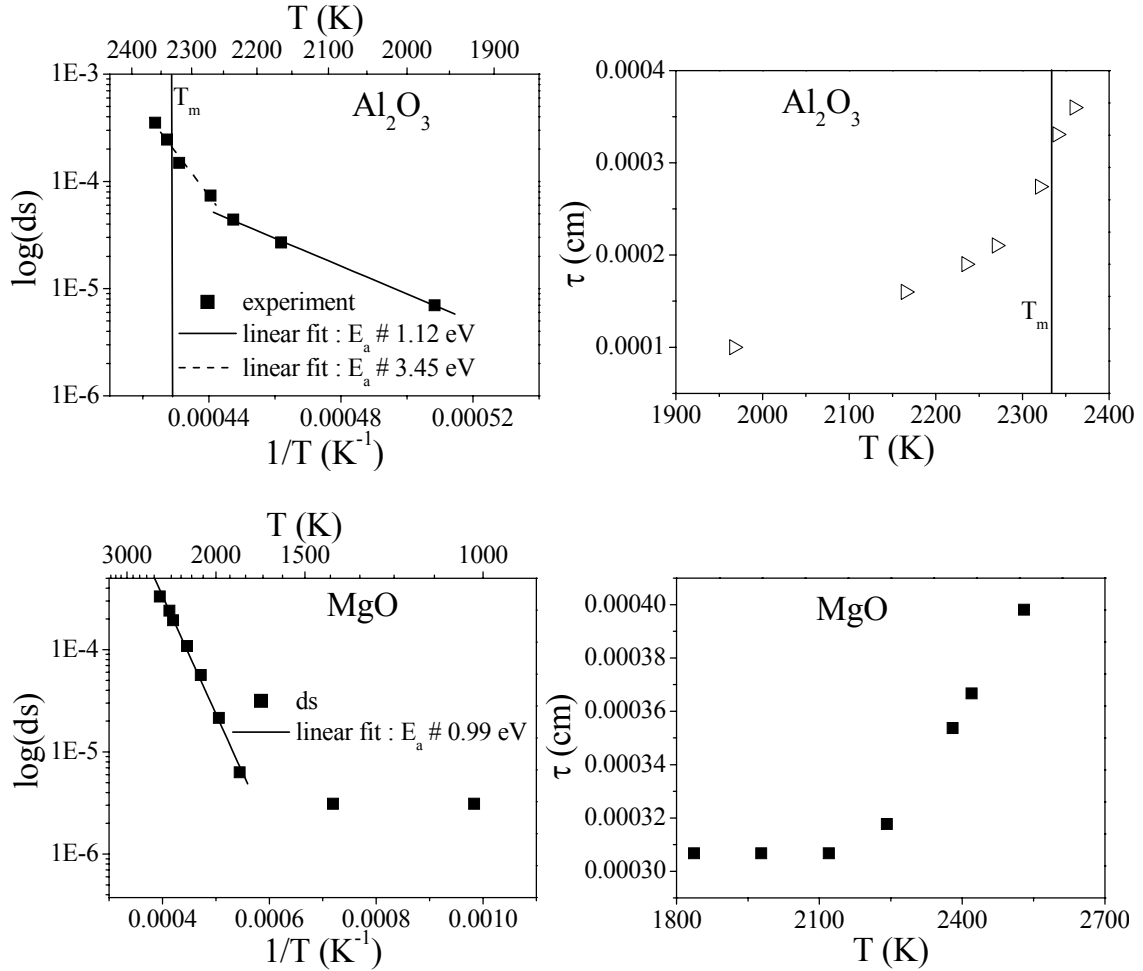 T (K)
2400 2300 2200 2100 2000 1900
1E-3
1E-4
1E-5
1E-6
log(ds)
T_m
Al₂O₃
experiment
linear fit : E_a # 1.12 eV
linear fit : E_a # 3.45 eV
0.00044 0.00048 0.00052
1/T (K⁻¹)
0.0004
0.0003
0.0002
0.0001
τ (cm)
Al₂O₃
T_m
1900 2000 2100 2200 2300 2400
T (K)
T (K)
3000 2000 1500 1000
1E-4
1E-5
1E-6
log(ds)
MgO
ds
linear fit : E_a # 0.99 eV
0.0004 0.0006 0.0008 0.0010
1/T (K⁻¹)
0.00040
0.00038
0.00036
0.00034
0.00032
0.00030
τ (cm)
MgO
1800 2100 2400 2700
T (K)